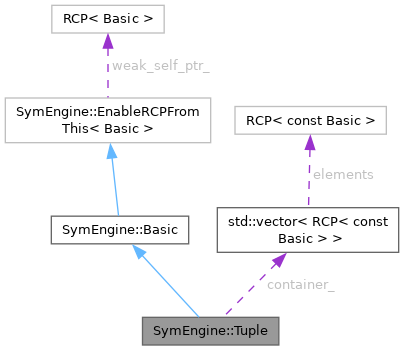 RCP< Basic >
weak_self_ptr_
SymEngine::EnableRCPFrom
This< Basic >
RCP< const Basic >
elements
SymEngine::Basic
std::vector< RCP< const
Basic > >
container_
SymEngine::Tuple